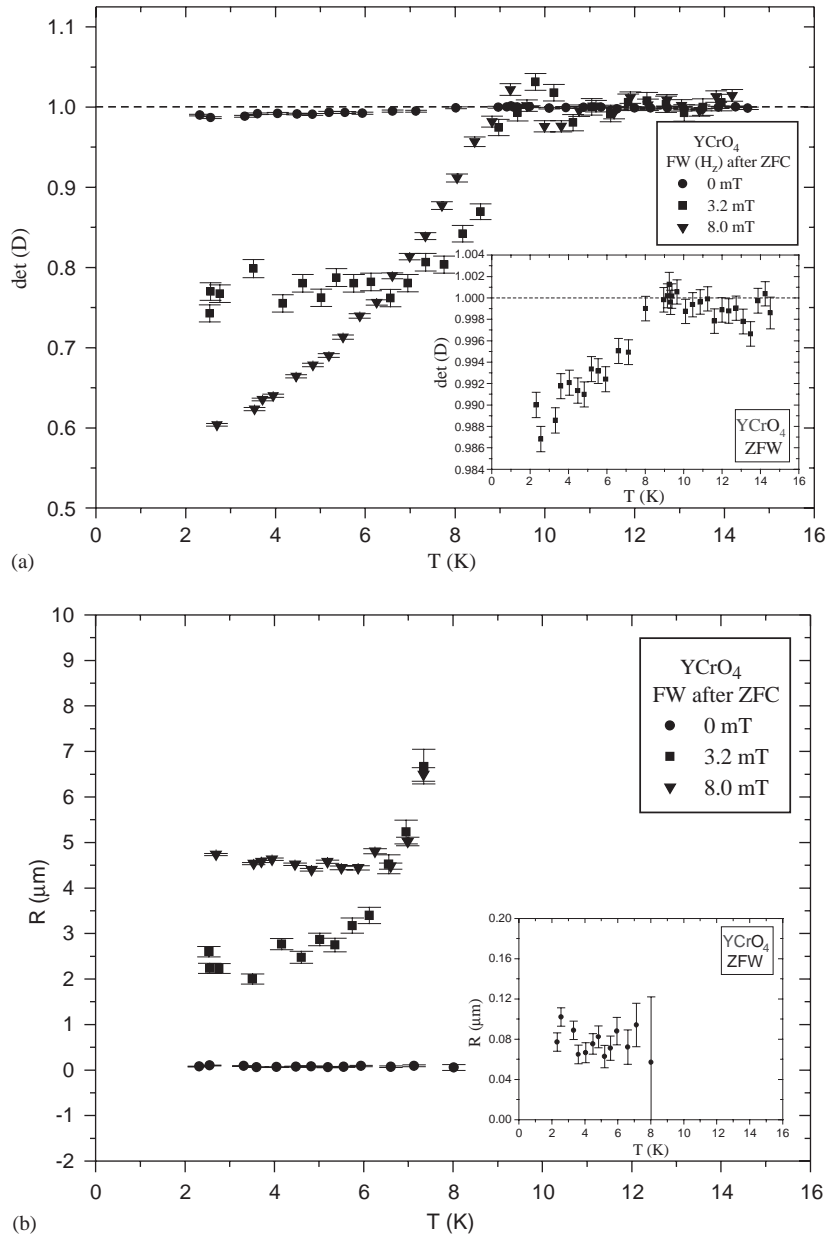 1.1
1.0
0.9
0.8
0.7
0.6
0.5
det (D)
YCrO4
FW (Hz) after ZFC
0 mT
3.2 mT
8.0 mT
1.004
1.002
1.000
0.998
0.995
0.993
0.990
0.988
0.986
0.984
det (D)
YCrO4
ZFW
0 2 4 6 8 10 12 14 16
T (K)
0 2 4 6 8 10 12 14 16
(a)
T (K)
10
9
8
7
6
5
4
3
2
1
0
-1
-2
R (μm)
YCrO4
FW after ZFC
0 mT
3.2 mT
8.0 mT
0.20
0.16
0.12
0.08
0.04
0.00
R (μm)
YCrO4
ZFW
0 2 4 6 8 10 12 14 16
T (K)
0 2 4 6 8 10 12 14 16
(b)
T (K)